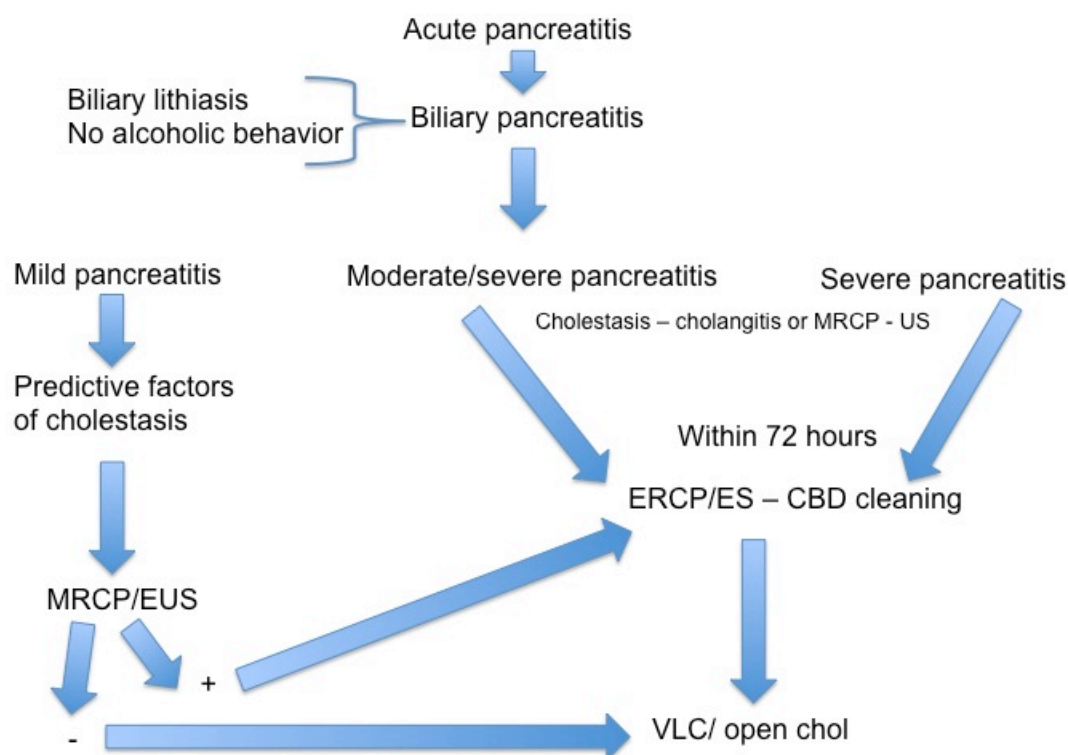 Acute pancreatitis
Biliary lithiasis
No alcoholic behavior
Biliary pancreatitis
Mild pancreatitis
Moderate/severe pancreatitis
Severe pancreatitis
Cholestasis – cholangitis or MRCP - US
Predictive factors
of cholestasis
Within 72 hours
ERCP/ES – CBD cleaning
MRCP/EUS
+
-
VLC/ open chol